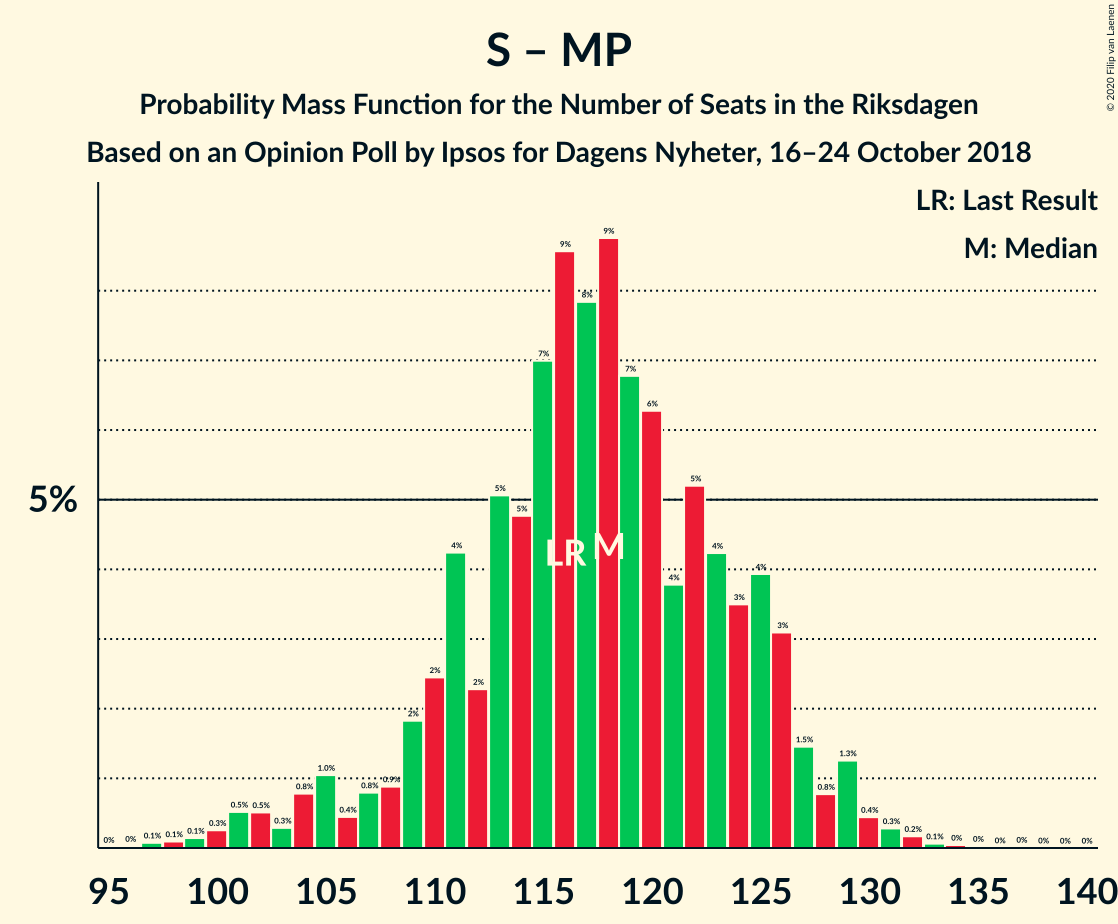 S – MP
Probability Mass Function for the Number of Seats in the Riksdagen
Based on an Opinion Poll by Ipsos for Dagens Nyheter, 16–24 October 2018
© 2020 Filip van Laenen
LR: Last Result
M: Median
5%
0% 0% 0.1% 0.1% 0.1% 0.3% 0.5% 0.5% 0.3% 0.8% 1.0% 0.4% 0.8% 0.9% 2% 2% 4% 2% 5% 5% 7% 9% 8% 9% 7% 6% 4% 5% 4% 3% 4% 3% 1.5% 0.8% 1.3% 0.4% 0.3% 0.2% 0.1% 0% 0% 0% 0% 0% 0% 0%
LR M
95 100 105 110 115 120 125 130 135 140